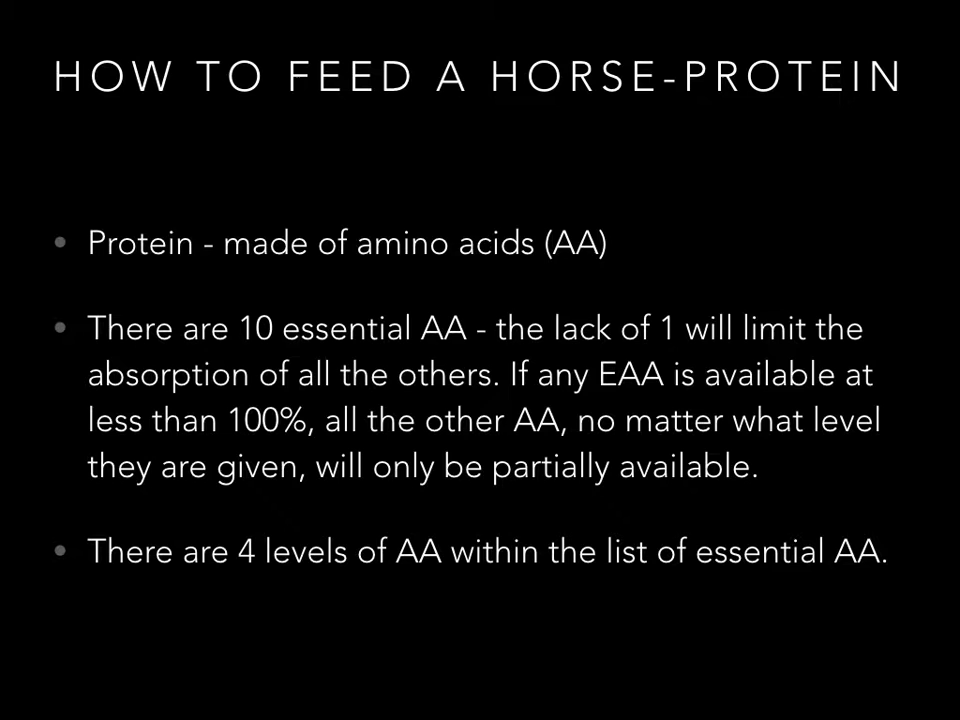 HOW TO FEED A HORSE-PROTEIN
• Protein - made of amino acids (AA)
• There are 10 essential AA - the lack of 1 will limit the
absorption of all the others. If any EAA is available at
less than 100%, all the other AA, no matter what level
they are given, will only be partially available.
• There are 4 levels of AA within the list of essential AA.